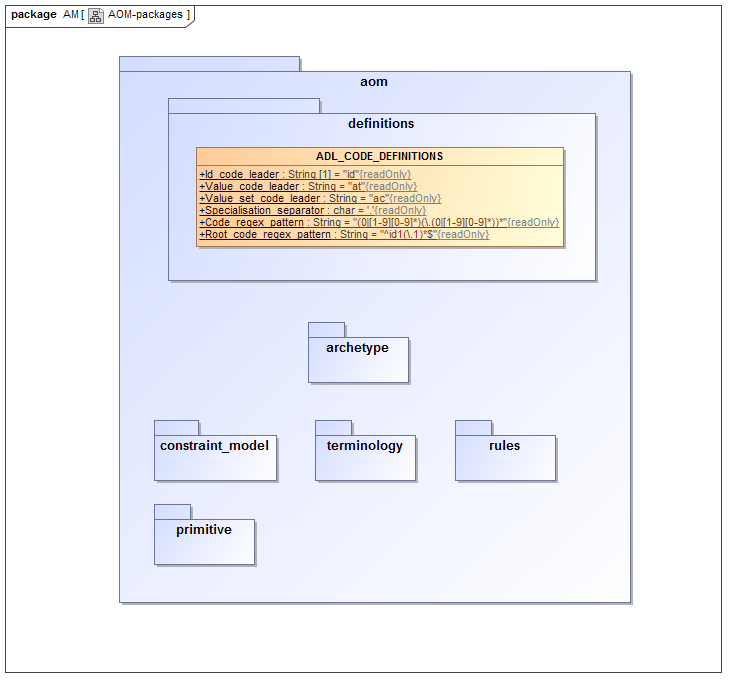 package AM [ AOM-packages ]
aom
definitions
ADL_CODE_DEFINITIONS
+Id_code_leader : String [1] = "id"{readOnly}
+Value_code_leader : String = "at"{readOnly}
+Value_set_code_leader : String = "ac"{readOnly}
+Specialisation_separator : char = '.'{readOnly}
+Code_regex_pattern : String = "(0|[1-9][0-9]*)(\.(0|[1-9][0-9]*))*"{readOnly}
+Root_code_regex_pattern : String = "^id1(\.1)*$"{readOnly}
archetype
constraint_model
terminology
rules
primitive